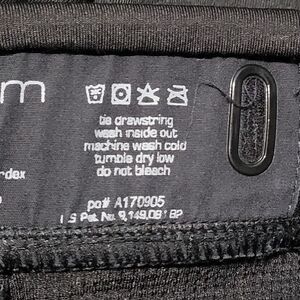 m
tie drawstring
wash inside out
machine wash cold
tumble dry low
do not bleach
rdex
po# A170905
U.S Pat. No. 9,149,081 B2